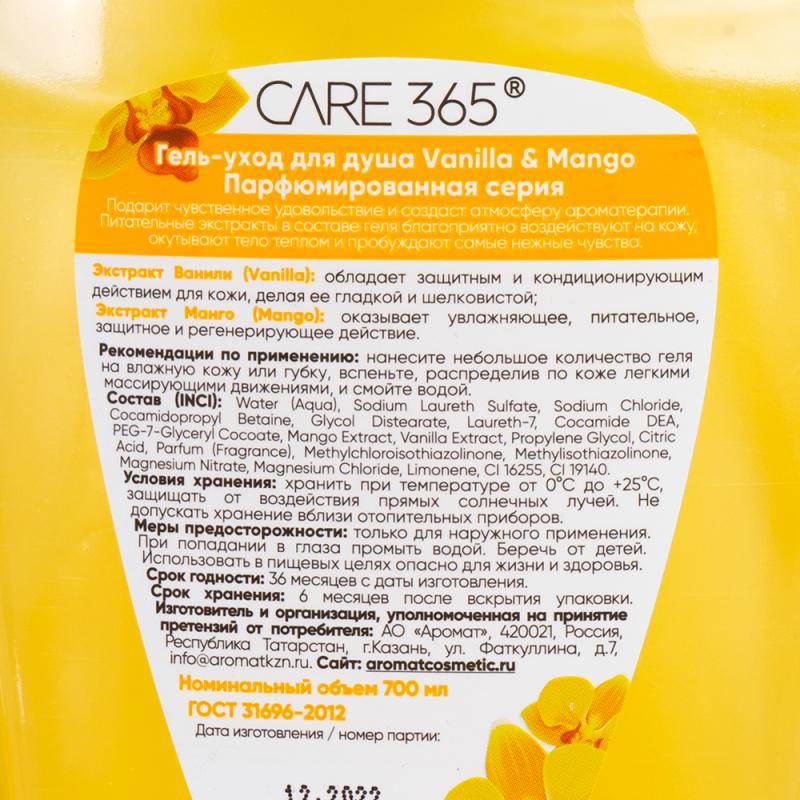 CARE 365®
Гель-уход для душа Vanilla & Mango
Парфюмированная серия
Подарит чувственное удовольствие и создаст атмосферу ароматерапии.
Питательные экстракты в составе геля благоприятно воздействуют на кожу,
окутывают тело теплом и пробуждают самые нежные чувства.
Экстракт Ванили (Vanilla): обладает защитным и кондиционирующим
действием для кожи, делая ее гладкой и шелковистой;
Экстракт Манго (Mango): оказывает увлажняющее, питательное,
защитное и регенерирующее действие.
Рекомендации по применению: нанесите небольшое количество геля
на влажную кожу или губку, вспеньте, распределив по коже легкими
массирующими движениями, и смойте водой.
Состав (INCI): Water (Aqua), Sodium Laureth Sulfate, Sodium Chloride,
Cocamidopropyl Betaine, Glycol Distearate, Laureth-7, Cocamide DEA,
PEG-7-Glyceryl Cocoate, Mango Extract, Vanilla Extract, Propylene Glycol, Citric
Acid, Parfum (Fragrance), Methylchloroisothiazolinone, Methylisothiazolinone,
Magnesium Nitrate, Magnesium Chloride, Limonene, CI 16255, CI 19140.
Условия хранения: хранить при температуре от 0°С до +25°С,
защищать от воздействия прямых солнечных лучей. Не
допускать хранение вблизи отопительных приборов.
Меры предосторожности: только для наружного применения.
При попадании в глаза промыть водой. Беречь от детей.
Использовать в пищевых целях опасно для жизни и здоровья.
Срок годности: 36 месяцев с даты изготовления.
Срок хранения: 6 месяцев после вскрытия упаковки.
Изготовитель и организация, уполномоченная на принятие
претензий от потребителя: АО «Аромат», 420021, Россия,
Республика Татарстан, г.Казань, ул. Фаткуллина, д.7,
info@aromatkzn.ru. Сайт: aromatcosmetic.ru
Номинальный объем 700 мл
ГОСТ 31696-2012
Дата изготовления / номер партии:
12.2022